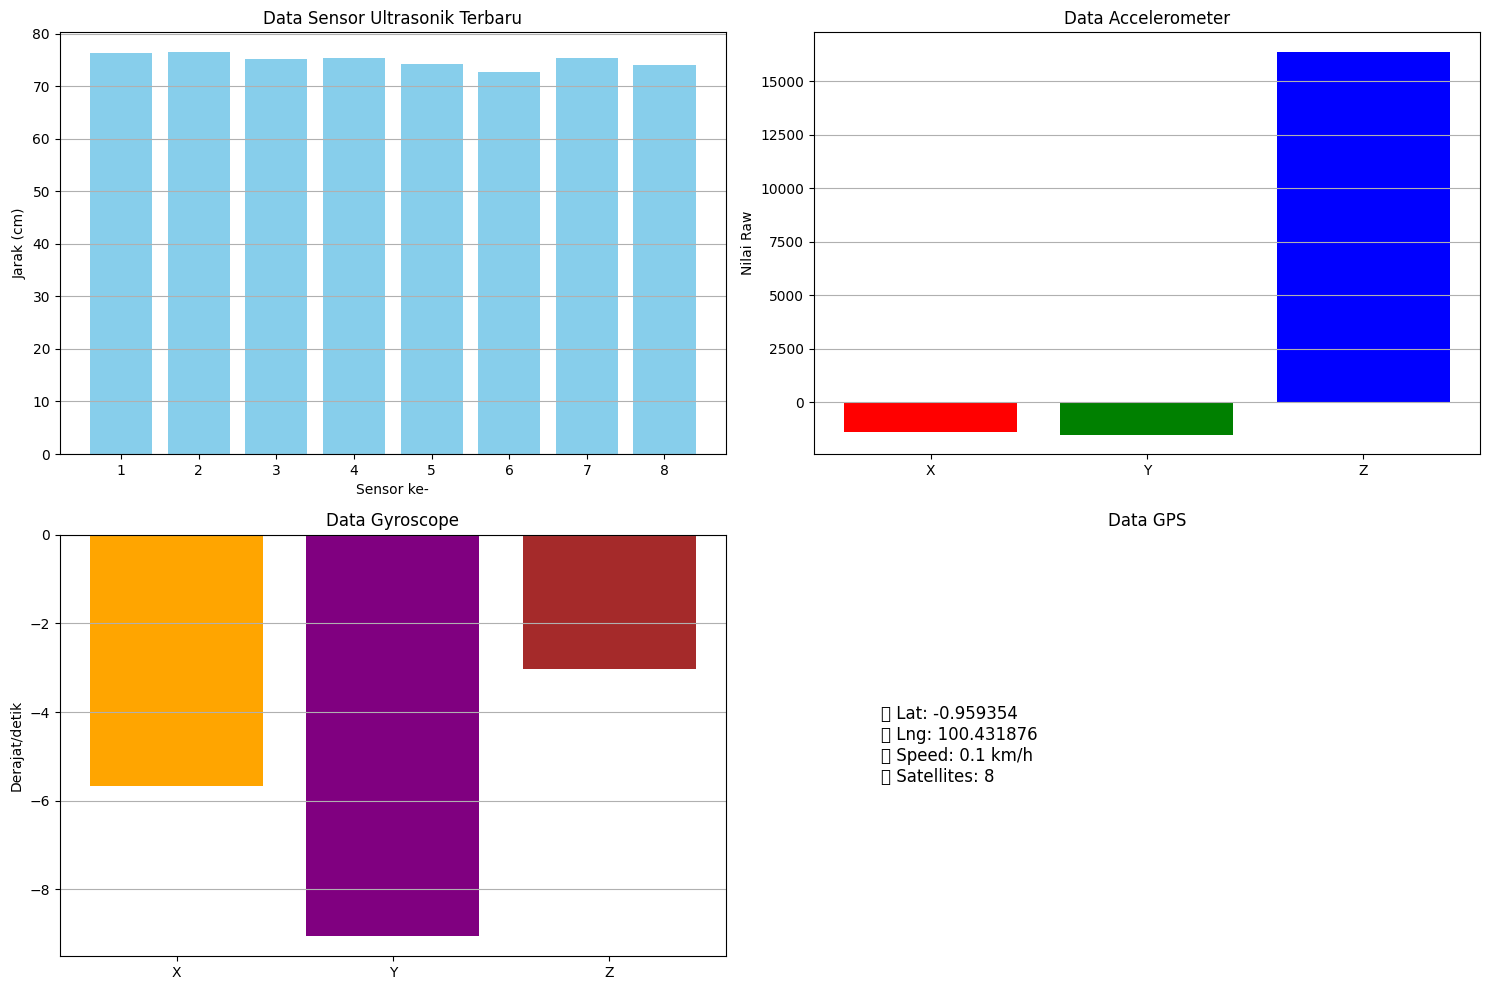 Data Sensor Ultrasonik Terbaru
80
70
60
50
40
30
20
10
0
Jarak (cm)
1 2 3 4 5 6 7 8
Sensor ke-
Data Accelerometer
15000
12500
10000
7500
5000
2500
0
Nilai Raw
X Y Z
Data Gyroscope
0
−2
−4
−6
−8
Derajat/detik
X Y Z
Data GPS
Lat: -0.959354
Lng: 100.431876
Speed: 0.1 km/h
Satellites: 8